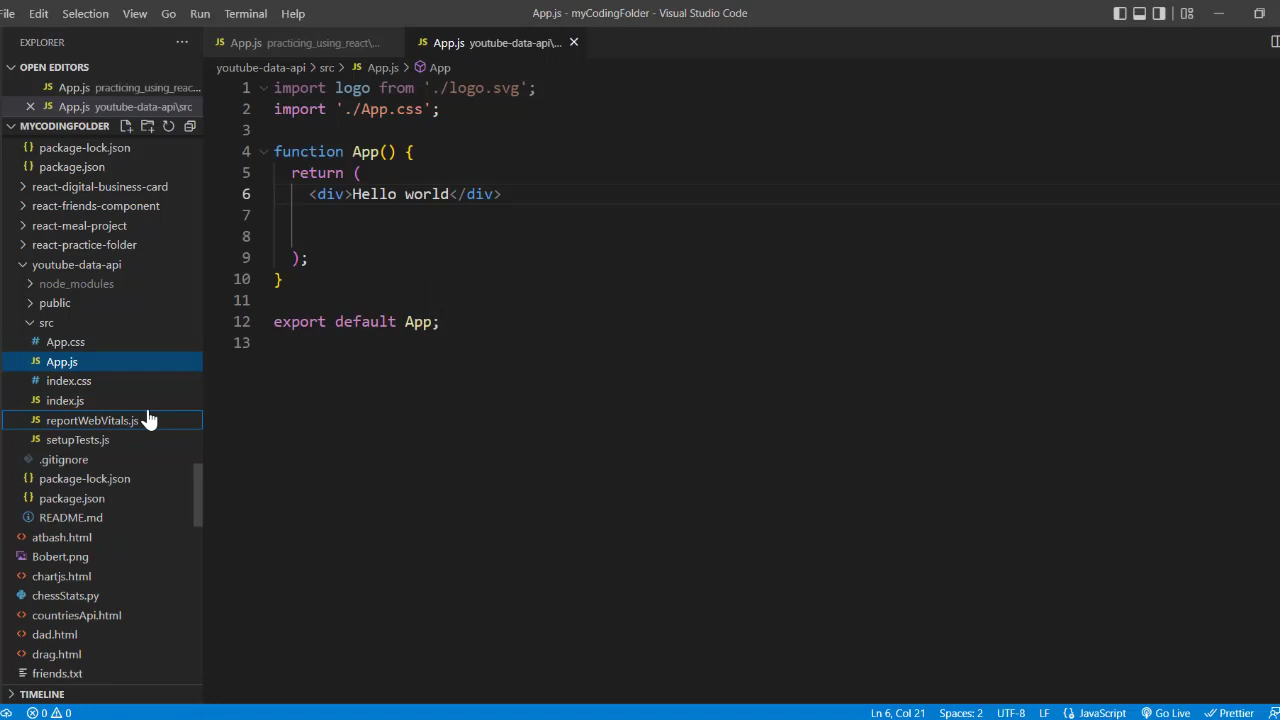 File Edit Selection View Go Run Terminal Help App.js - myCodingFolder - Visual Studio Code
EXPLORER
OPEN EDITORS
App.js practicing_using_reac...
App.js youtube-data-api\src
MYCODINGFOLDER
package-lock.json
package.json
react-digital-business-card
react-friends-component
react-meal-project
react-practice-folder
youtube-data-api
node_modules
public
src
App.css
App.js
index.css
index.js
reportWebVitals.js
setupTests.js
.gitignore
package-lock.json
package.json
README.md
atbash.html
Bobert.png
chartjs.html
chessStats.py
countriesApi.html
dad.html
drag.html
friends.txt
TIMELINE
App.js practicing_using_react\...
App.js youtube-data-api\...
youtube-data-api > src > App.js > App
1 import logo from './logo.svg';
2 import './App.css';
3
4 function App() {
5 return (
6 <div>Hello world</div>
7
8
9 );
10 }
11
12 export default App;
13
0 0 Ln 6, Col 21 Spaces: 2 UTF-8 LF JavaScript Go Live Prettier